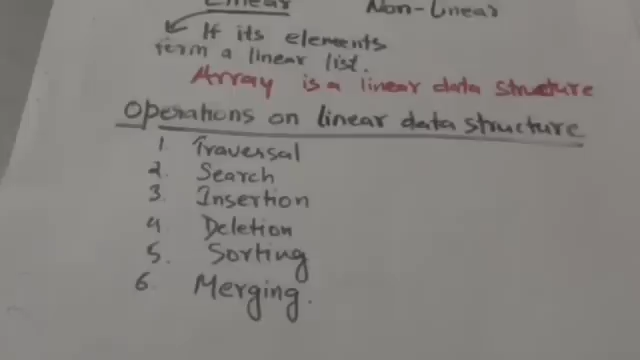 Linear Non-Linear
If its elements
form a linear list.
Array is a linear data structure
Operations on linear data structure
1. Traversal
2. Search
3. Insertion
4. Deletion
5. Sorting
6. Merging.